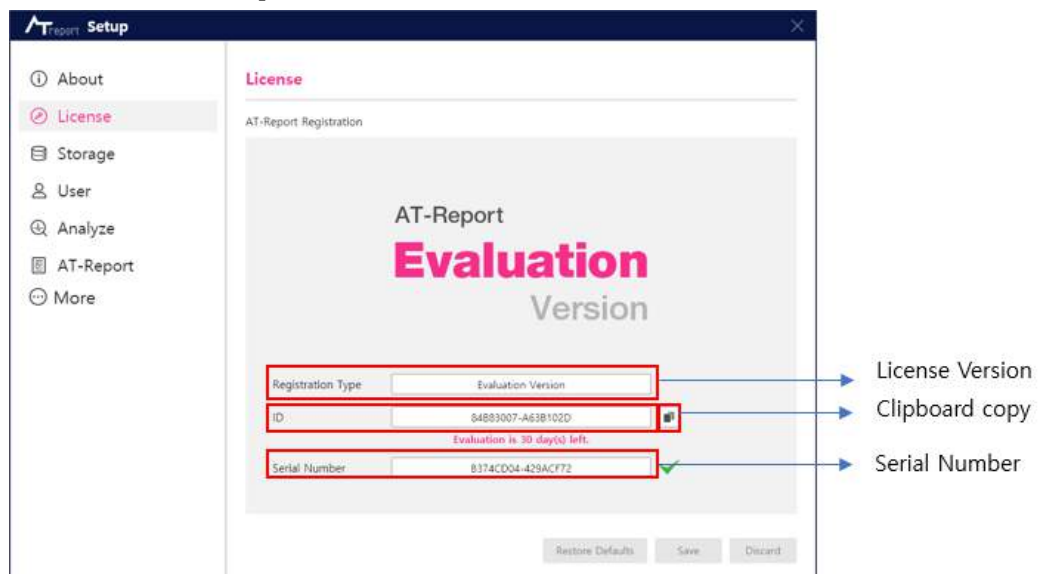 ATreport Setup
About
License
Storage
User
Analyze
AT-Report
More
License
AT-Report Registration
AT-Report
Evaluation
Version
Registration Type Evaluation Version
ID 84B83007-A63B102D
Evaluation is 30 day(s) left.
Serial Number B374CD04-429ACF72
Restore Defaults Save Discard
License Version
Clipboard copy
Serial Number